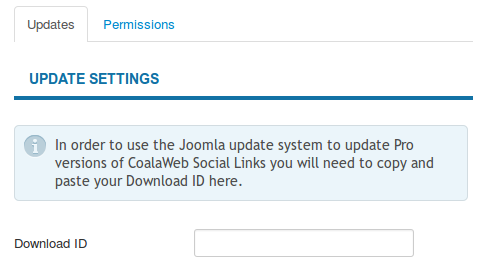 Updates Permissions
UPDATE SETTINGS
In order to use the Joomla update system to update Pro
versions of CoalaWeb Social Links you will need to copy and
paste your Download ID here.
Download ID